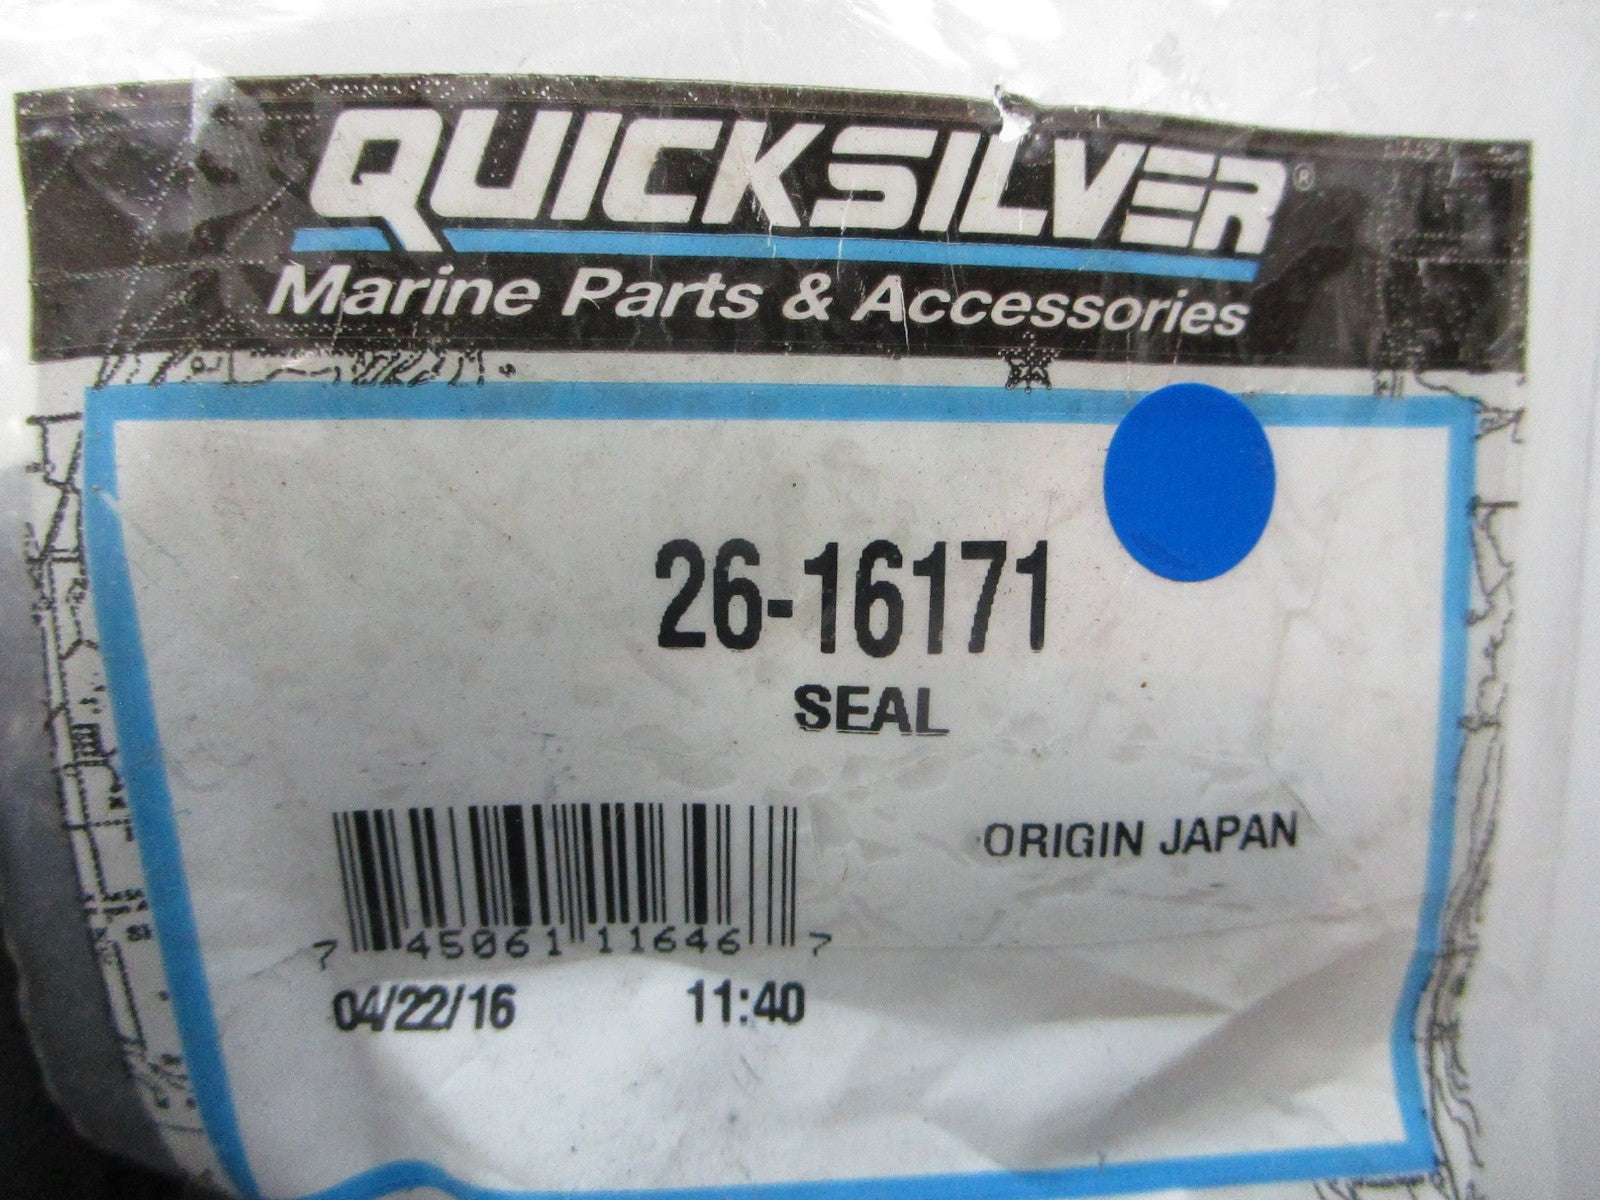 QUICKSILVER®
Marine Parts & Accessories
26-16171
SEAL
ORIGIN JAPAN
7 45061 11646 7
04/22/16 11:40